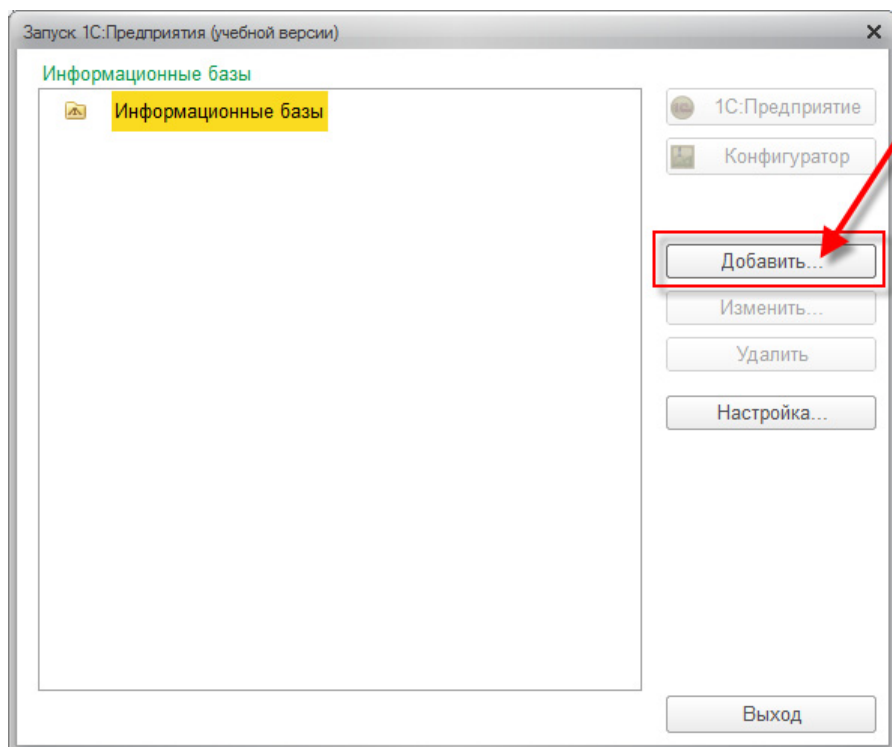 Запуск 1С:Предприятия (учебной версии)
Информационные базы
Информационные базы
1С:Предприятие
Конфигуратор
Добавить...
Изменить...
Удалить
Настройка...
Выход